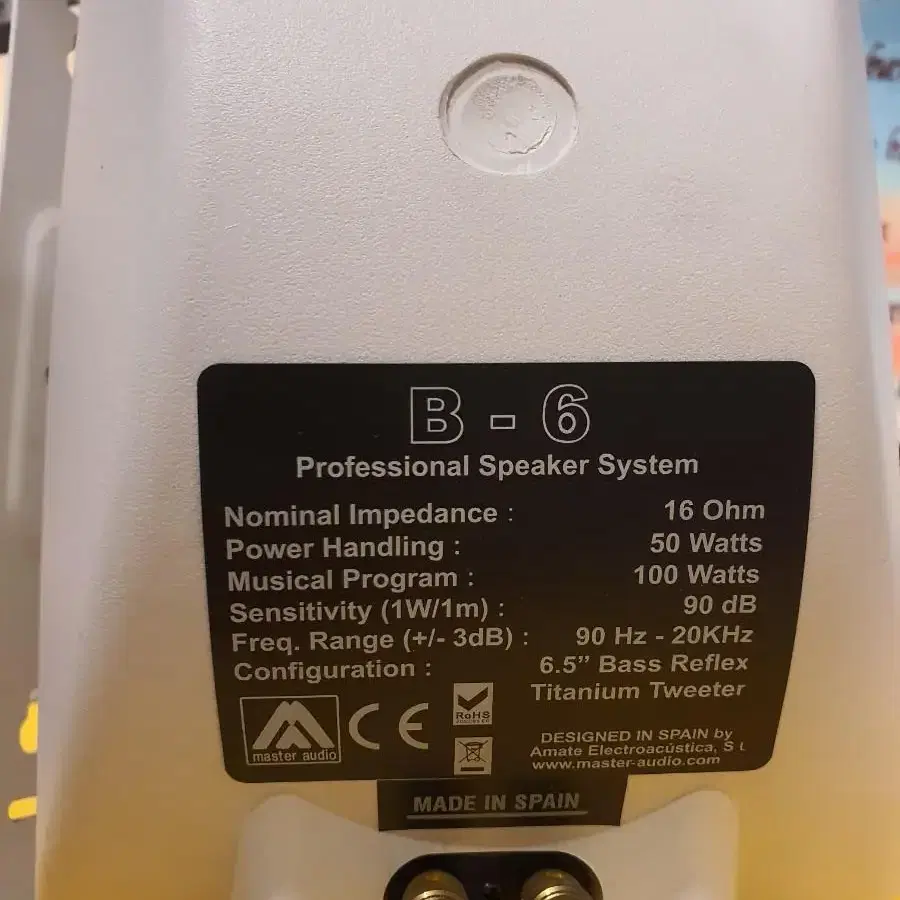 B - 6
Professional Speaker System
Nominal Impedance : 16 Ohm
Power Handling : 50 Watts
Musical Program : 100 Watts
Sensitivity (1W/1m) : 90 dB
Freq. Range (+/- 3dB) : 90 Hz - 20KHz
Configuration : 6.5” Bass Reflex
Titanium Tweeter
master audio
CE
RoHS
DESIGNED IN SPAIN by
Amate Electroacústica, S L
www.master-audio.com
MADE IN SPAIN